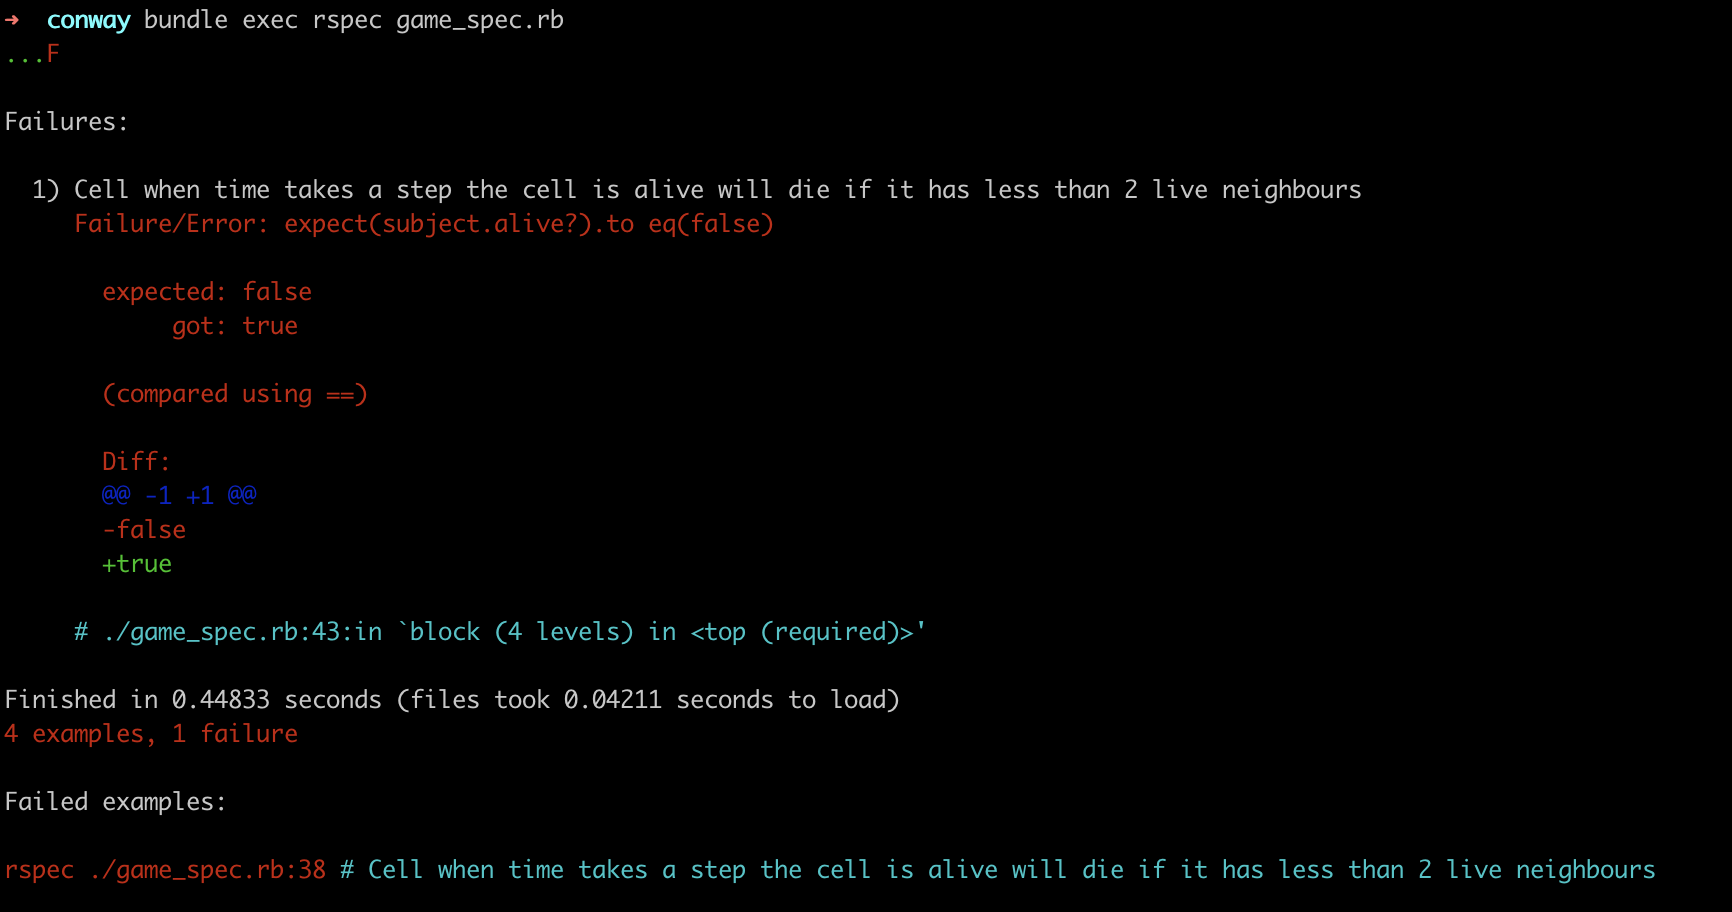 ➜  conway bundle exec rspec game_spec.rb
...F

Failures:

  1) Cell when time takes a step the cell is alive will die if it has less than 2 live neighbours
     Failure/Error: expect(subject.alive?).to eq(false)

       expected: false
            got: true

       (compared using ==)

       Diff:
       @@ -1 +1 @@
       -false
       +true

     # ./game_spec.rb:43:in `block (4 levels) in <top (required)>'

Finished in 0.44833 seconds (files took 0.04211 seconds to load)
4 examples, 1 failure

Failed examples:

rspec ./game_spec.rb:38 # Cell when time takes a step the cell is alive will die if it has less than 2 live neighbours